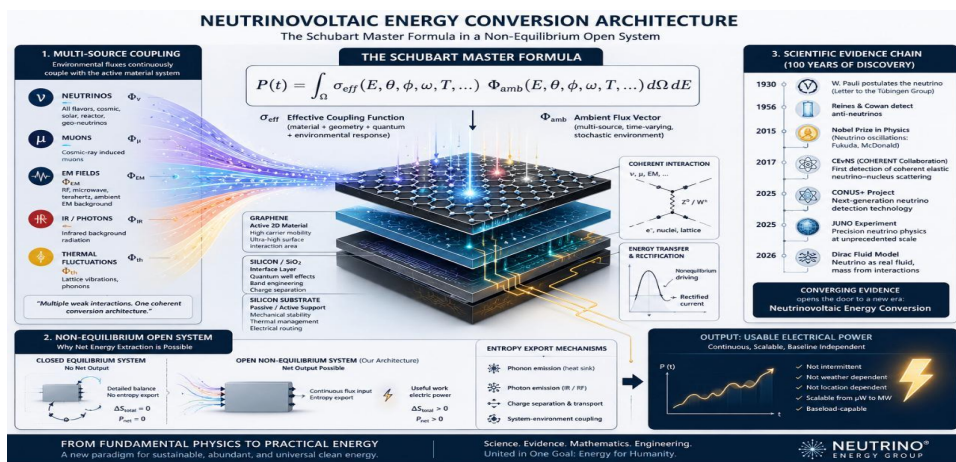 NEUTRINOVOLTAIC ENERGY CONVERSION ARCHITECTURE
The Schubart Master Formula in a Non-Equilibrium Open System
1. MULTI-SOURCE COUPLING
Environmental fluxes continuously
couple with the active material system
ν
NEUTRINOS
All flavors, cosmic,
solar, reactor,
geo-neutrinos
Φν
μ
MUONS
Cosmic-ray induced
muons
Φμ
EM FIELDS
ΦEM
RF, microwave,
terahertz, ambient
EM background
ΦEM
IR / PHOTONS
Infrared background
radiation
ΦIR
THERMAL
FLUCTUATIONS
Φth
Lattice vibrations,
phonons
Φth
"Multiple weak interactions. One coherent
conversion architecture."
THE SCHUBART MASTER FORMULA
P(t) = ∫Ω σeff(E, θ, φ, ω, T, ...) Φamb(E, θ, φ, ω, T, ...) dΩ dE
σeff Effective Coupling Function
(material + geometry + quantum
+ environmental response)
Φamb Ambient Flux Vector
(multi-source, time-varying,
stochastic environment)
GRAPHENE
Active 2D Material
High carrier mobility
Ultra-high surface
interaction area
SILICON / SiO₂
Interface Layer
Quantum well effects
Band engineering
Charge separation
SILICON SUBSTRATE
Passive / Active Support
Mechanical stability
Thermal management
Electrical routing
COHERENT INTERACTION
ν, μ, EM, ...
Z⁰ / W±
e⁻, nuclei, lattice
ENERGY TRANSFER
& RECTIFICATION
Nonequilibrium
driving
Rectified
current
3. SCIENTIFIC EVIDENCE CHAIN
(100 YEARS OF DISCOVERY)
1930 W. Pauli postulates the neutrino
(Letter to the Tübingen Group)
1956 Reines & Cowan detect
anti-neutrinos
2015 Nobel Prize in Physics
(Neutrino oscillations:
Fukuda, McDonald)
2017 CEvNS (COHERENT Collaboration)
First detection of coherent elastic
neutrino–nucleus scattering
2025 CONUS+ Project
Next-generation neutrino
detection technology
2025 JUNO Experiment
Precision neutrino physics
at unprecedented scale
2026 Dirac Fluid Model
Neutrino as real fluid,
mass from interactions
CONVERGING EVIDENCE
opens the door to a new era:
Neutrinovoltaic Energy Conversion
2. NON-EQUILIBRIUM OPEN SYSTEM
Why Net Energy Extraction is Possible
CLOSED EQUILIBRIUM SYSTEM
No Net Output
Detailed balance
No entropy export
ΔStotal = 0
Pnet = 0
OPEN NON-EQUILIBRIUM SYSTEM (Our Architecture)
Net Output Possible
Continuous flux input
Entropy export
Useful work
electric power
ΔStotal > 0
Pnet > 0
ENTROPY EXPORT MECHANISMS
Phonon emission (heat sink)
Photon emission (IR / RF)
Charge separation & transport
System-environment coupling
OUTPUT: USABLE ELECTRICAL POWER
Continuous, Scalable, Baseline Independent
P (t)
t
✓ Not intermittent
✓ Not weather dependent
✓ Not location dependent
✓ Scalable from μW to MW
✓ Baseload-capable
FROM FUNDAMENTAL PHYSICS TO PRACTICAL ENERGY
A new paradigm for sustainable, abundant, and universal clean energy.
Science. Evidence. Mathematics. Engineering.
United in One Goal: Energy for Humanity.
NEUTRINO®
ENERGY GROUP